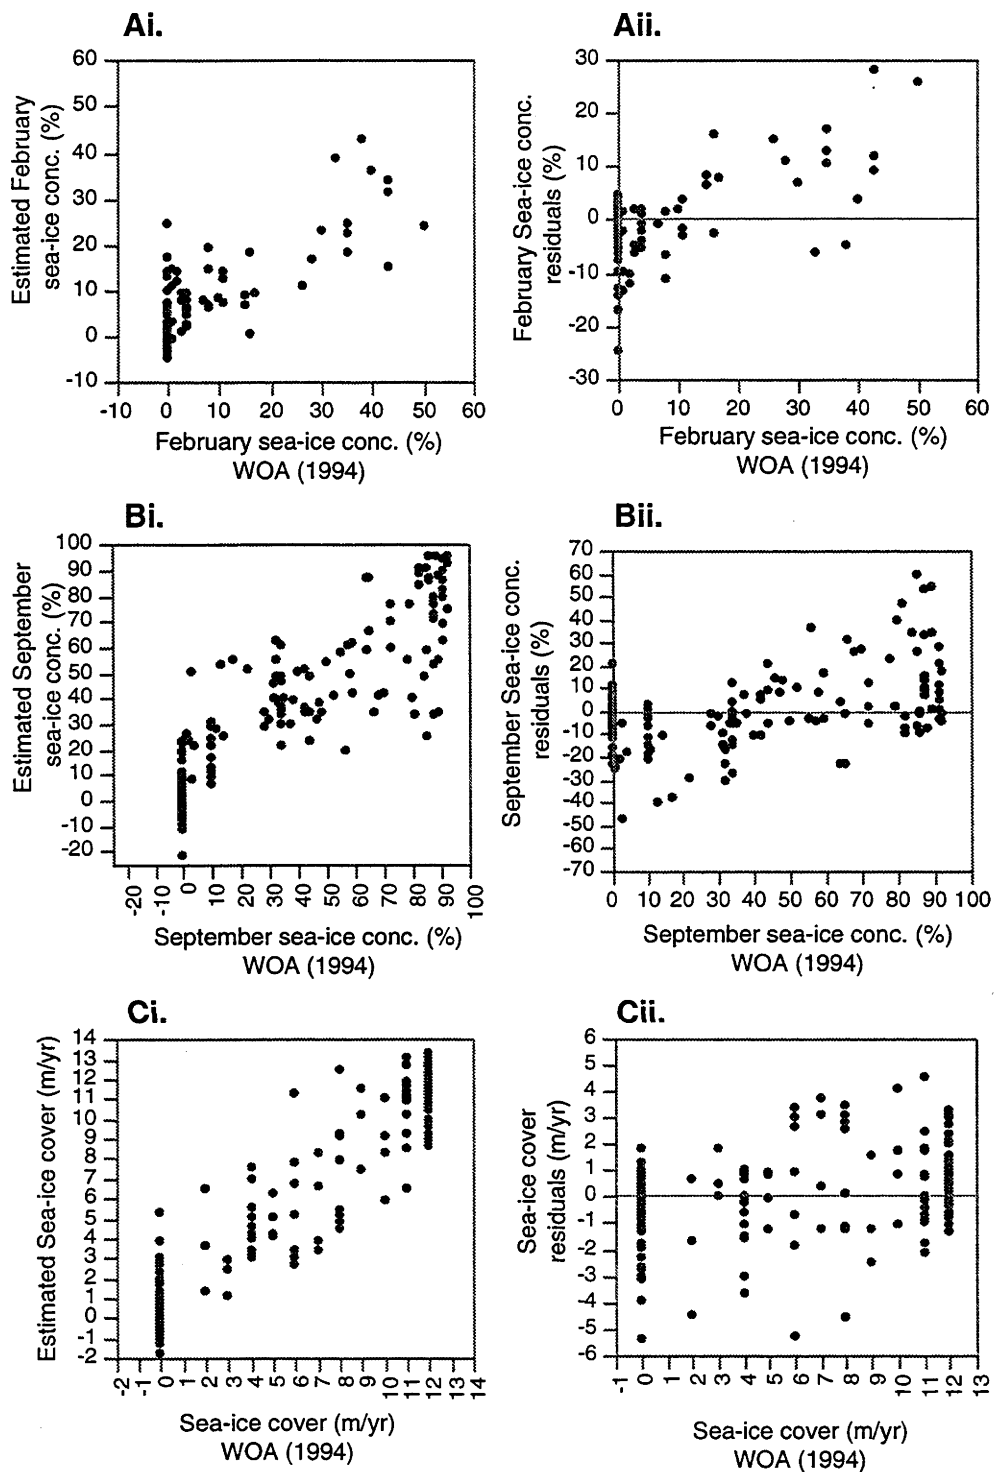 Ai.
Estimated February
sea-ice conc. (%)
60
50
40
30
20
10
0
-10
-10 0 10 20 30 40 50 60
February sea-ice conc. (%)
WOA (1994)
Aii.
February Sea-ice conc.
residuals (%)
30
20
10
0
-10
-20
-30
0 10 20 30 40 50 60
February sea-ice conc. (%)
WOA (1994)
Bi.
Estimated September
sea-ice conc. (%)
100
90
80
70
60
50
40
30
20
10
0
-10
-20
-20 -10 0 10 20 30 40 50 60 70 80 90 100
September sea-ice conc. (%)
WOA (1994)
Bii.
September Sea-ice conc.
residuals (%)
70
60
50
40
30
20
10
0
-10
-20
-30
-40
-50
-60
-70
0 10 20 30 40 50 60 70 80 90 100
September sea-ice conc. (%)
WOA (1994)
Ci.
Estimated Sea-ice cover (m/yr)
14
13
12
11
10
9
8
7
6
5
4
3
2
1
0
-1
-2
-2 -1 0 1 2 3 4 5 6 7 8 9 10 11 12 13 14
Sea-ice cover (m/yr)
WOA (1994)
Cii.
Sea-ice cover
residuals (m/yr)
6
5
4
3
2
1
0
-1
-2
-3
-4
-5
-6
-1 0 1 2 3 4 5 6 7 8 9 10 11 12 13
Sea-ice cover (m/yr)
WOA (1994)